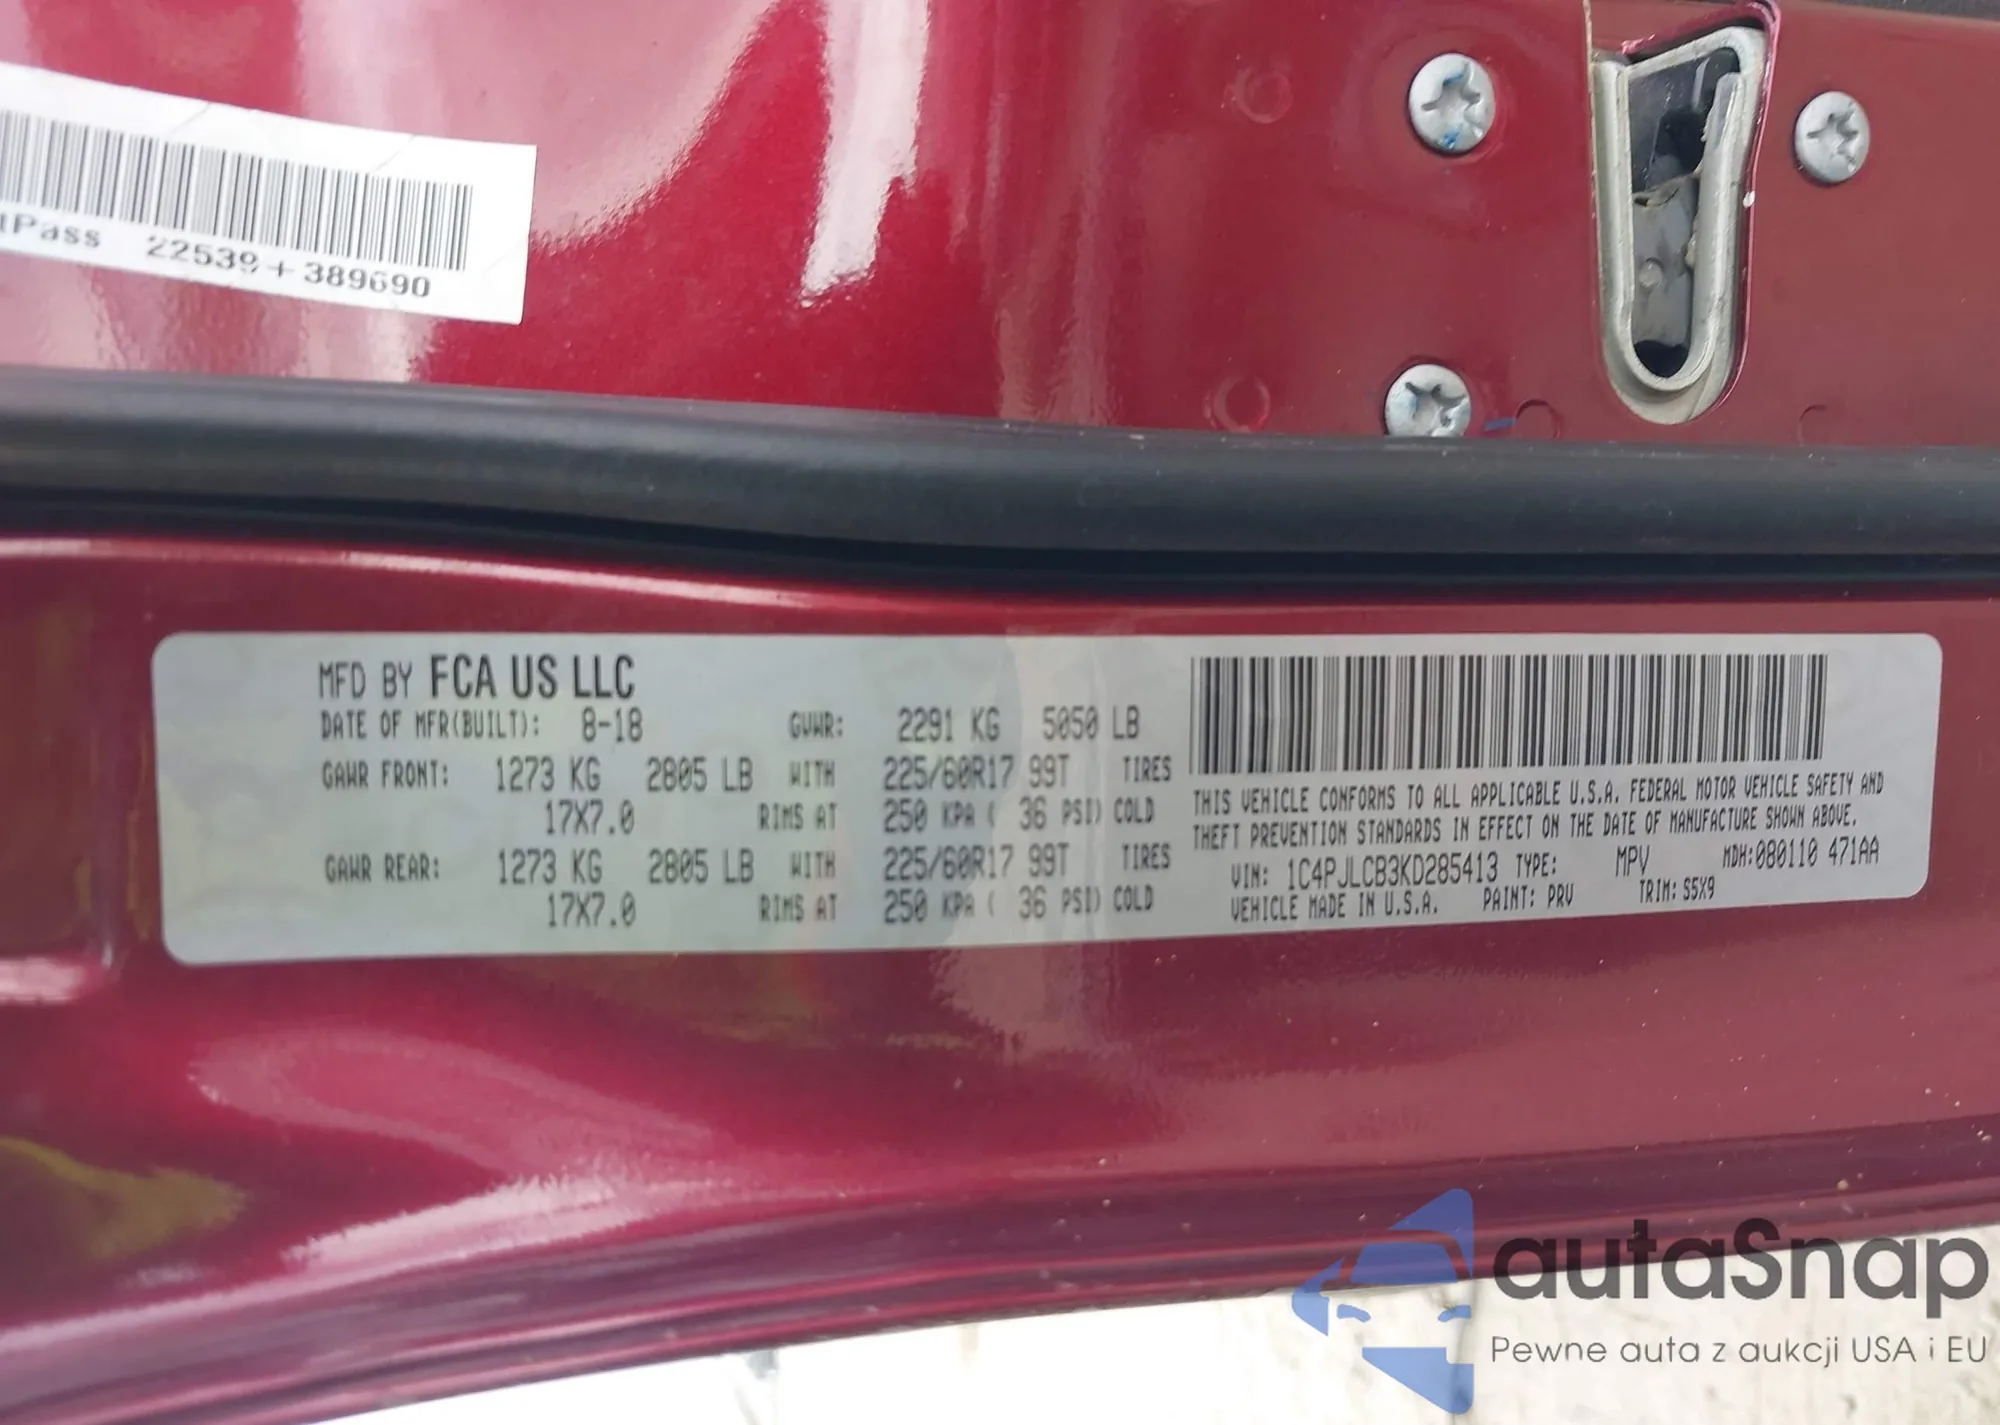 22539+389690
MFD BY FCA US LLC
DATE OF MFR(BUILT): 8-18 GVWR: 2291 KG 5050 LB
GAWR FRONT: 1273 KG 2805 LB WITH 225/60R17 99T TIRES
17X7.0 RIMS AT 250 KPA ( 36 PSI) COLD
GAWR REAR: 1273 KG 2805 LB WITH 225/60R17 99T TIRES
17X7.0 RIMS AT 250 KPA ( 36 PSI) COLD
THIS VEHICLE CONFORMS TO ALL APPLICABLE U.S.A. FEDERAL MOTOR VEHICLE SAFETY AND
THEFT PREVENTION STANDARDS IN EFFECT ON THE DATE OF MANUFACTURE SHOWN ABOVE.
VIN: 1C4PJLCB3KD285413 TYPE: MPV MDH:080110 471AA
VEHICLE MADE IN U.S.A. PAINT: PRV TRIM: S5X9
autaSnap
Pewne auta z aukcji USA i EU